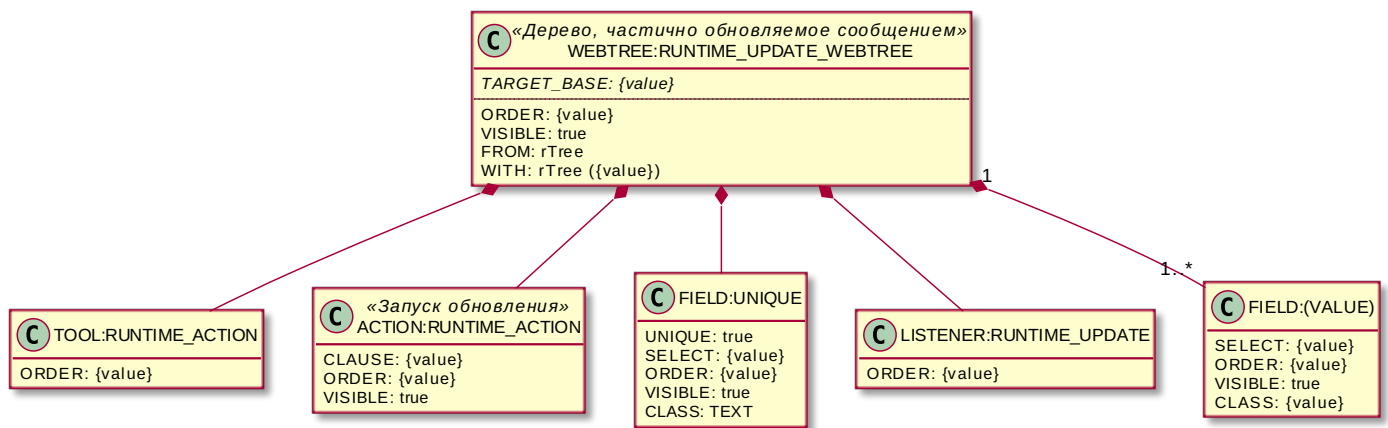 C «Дерево, частично обновляемое сообщением»
WEBTREE:RUNTIME_UPDATE_WEBTREE
TARGET_BASE: {value}
ORDER: {value}
VISIBLE: true
FROM: rTree
WITH: rTree ({value})
1
1..*
C TOOL:RUNTIME_ACTION
ORDER: {value}
C «Запуск обновления»
ACTION:RUNTIME_ACTION
CLAUSE: {value}
ORDER: {value}
VISIBLE: true
C FIELD:UNIQUE
UNIQUE: true
SELECT: {value}
ORDER: {value}
VISIBLE: true
CLASS: TEXT
C LISTENER:RUNTIME_UPDATE
ORDER: {value}
C FIELD:(VALUE)
SELECT: {value}
ORDER: {value}
VISIBLE: true
CLASS: {value}